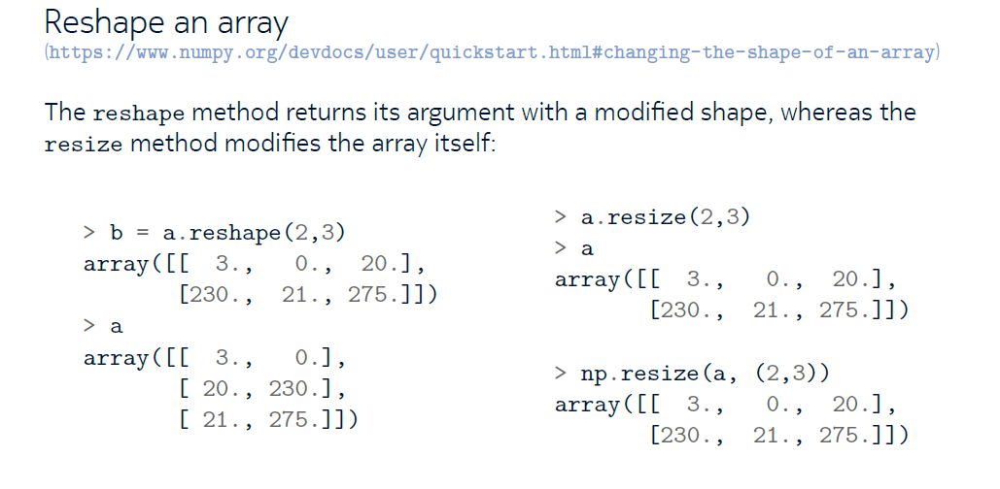 Reshape an array
(https://www.numpy.org/devdocs/user/quickstart.html#changing-the-shape-of-an-array)
The reshape method returns its argument with a modified shape, whereas the
resize method modifies the array itself:
> b = a.reshape(2,3)
array([[  3.,   0.,  20.],
       [230.,  21., 275.]])
> a
array([[  3.,   0.],
       [ 20., 230.],
       [ 21., 275.]])
> a.resize(2,3)
> a
array([[  3.,   0.,  20.],
       [230.,  21., 275.]])
> np.resize(a, (2,3))
array([[  3.,   0.,  20.],
       [230.,  21., 275.]])